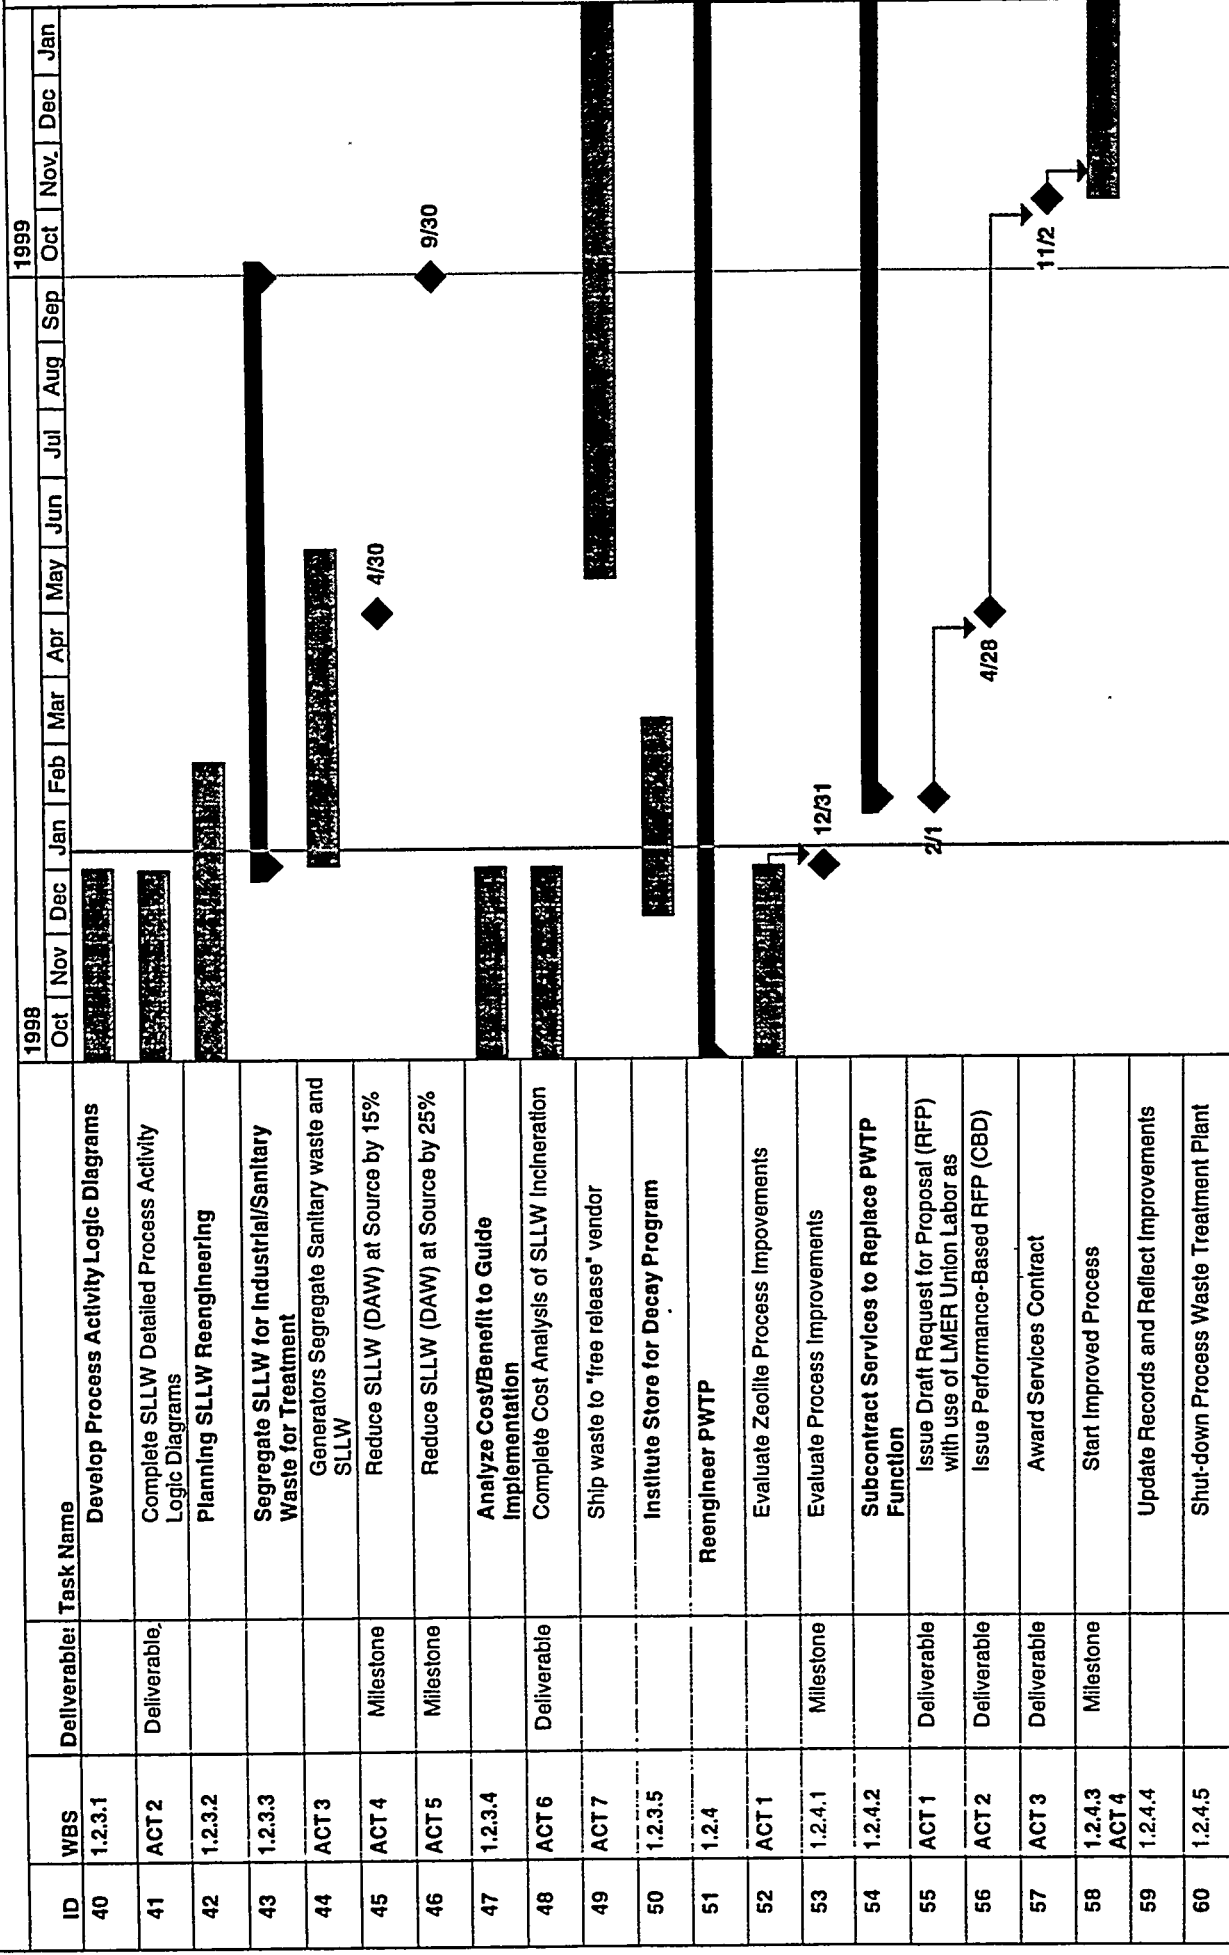 1998 1999
ID WBS Deliverable: Task Name Oct Nov Dec Jan Feb Mar Apr May Jun Jul Aug Sep Oct Nov. Dec Jan
40 1.2.3.1 Develop Process Activity Logic Diagrams
41 ACT 2 Deliverable, Complete SLLW Detailed Process Activity
Logic Diagrams
42 1.2.3.2 Planning SLLW Reengineering
43 1.2.3.3 Segregate SLLW for Industrial/Sanitary
Waste for Treatment
44 ACT 3 Generators Segregate Sanitary waste and
SLLW
45 ACT 4 Milestone Reduce SLLW (DAW) at Source by 15% 4/30
46 ACT 5 Milestone Reduce SLLW (DAW) at Source by 25% 9/30
47 1.2.3.4 Analyze Cost/Benefit to Guide
Implementation
48 ACT 6 Deliverable Complete Cost Analysis of SLLW Incineration
49 ACT 7 Ship waste to "free release" vendor
50 1.2.3.5 Institute Store for Decay Program
51 1.2.4 Reengineer PWTP
52 ACT 1 Evaluate Zeolite Process Impovements
53 1.2.4.1 Milestone Evaluate Process Improvements 12/31
54 1.2.4.2 Subcontract Services to Replace PWTP
Function
55 ACT 1 Deliverable Issue Draft Request for Proposal (RFP)
with use of LMER Union Labor as 2/1
56 ACT 2 Deliverable Issue Performance-Based RFP (CBD) 4/28
57 ACT 3 Deliverable Award Services Contract 11/2
58 1.2.4.3 Milestone Start Improved Process
ACT 4
59 1.2.4.4 Update Records and Reflect Improvements
60 1.2.4.5 Shut-down Process Waste Treatment Plant